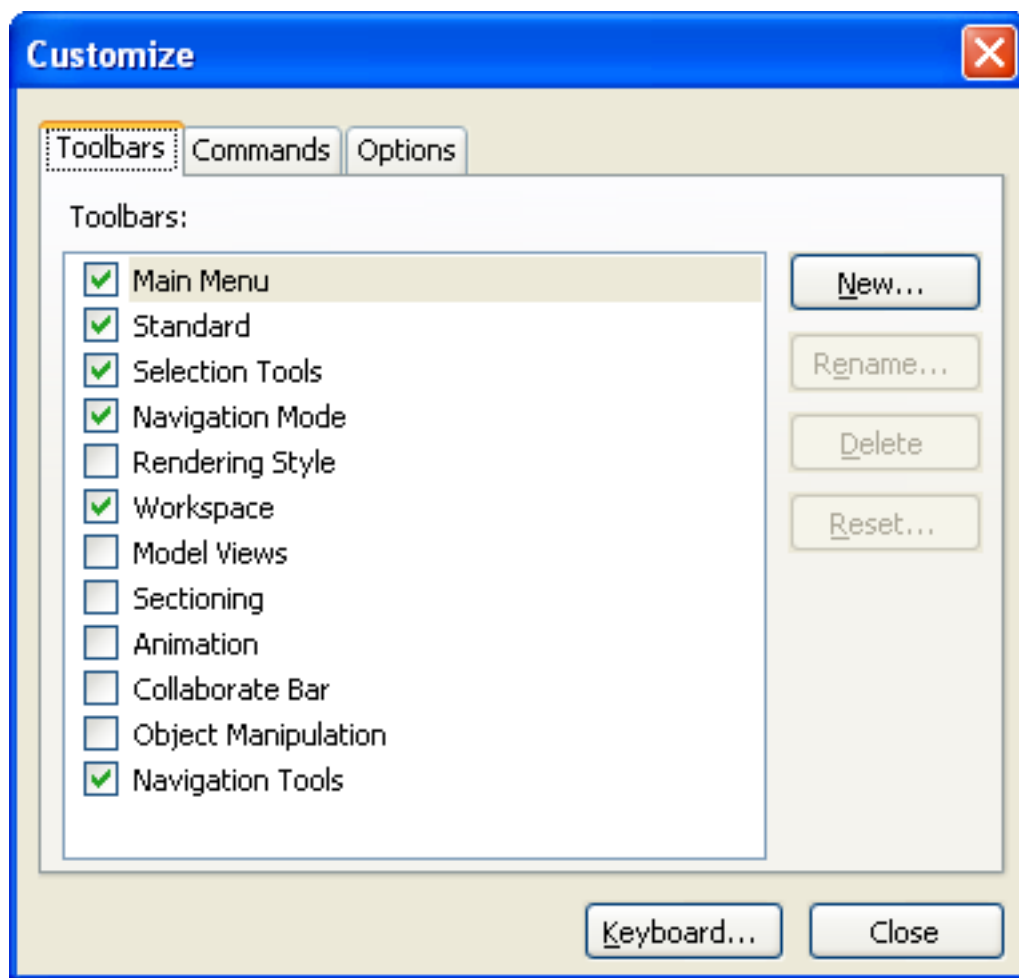 Customize
Toolbars Commands Options
Toolbars:
Main Menu
Standard
Selection Tools
Navigation Mode
Rendering Style
Workspace
Model Views
Sectioning
Animation
Collaborate Bar
Object Manipulation
Navigation Tools
New...
Rename...
Delete
Reset...
Keyboard... Close